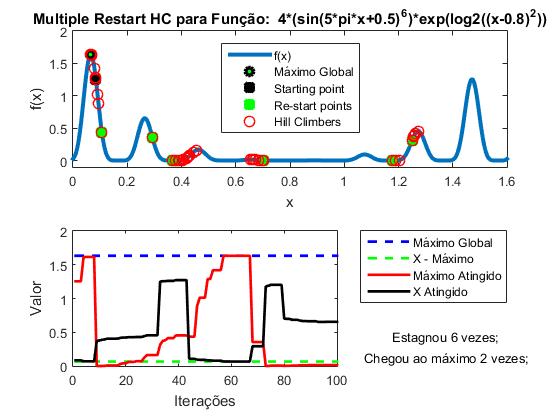 Multiple Restart HC para Função: 4*(sin(5*pi*x+0.5)^6)*exp(log2((x-0.8)^2))
2
1.5
1
0.5
0
f(x)
f(x)
Máximo Global
Starting point
Re-start points
Hill Climbers
0 0.2 0.4 0.6 0.8 1 1.2 1.4 1.6
x
2
1.5
1
0.5
0
Valor
0 20 40 60 80 100
Iterações
Máximo Global
X - Máximo
Máximo Atingido
X Atingido
Estagnou 6 vezes;
Chegou ao máximo 2 vezes;